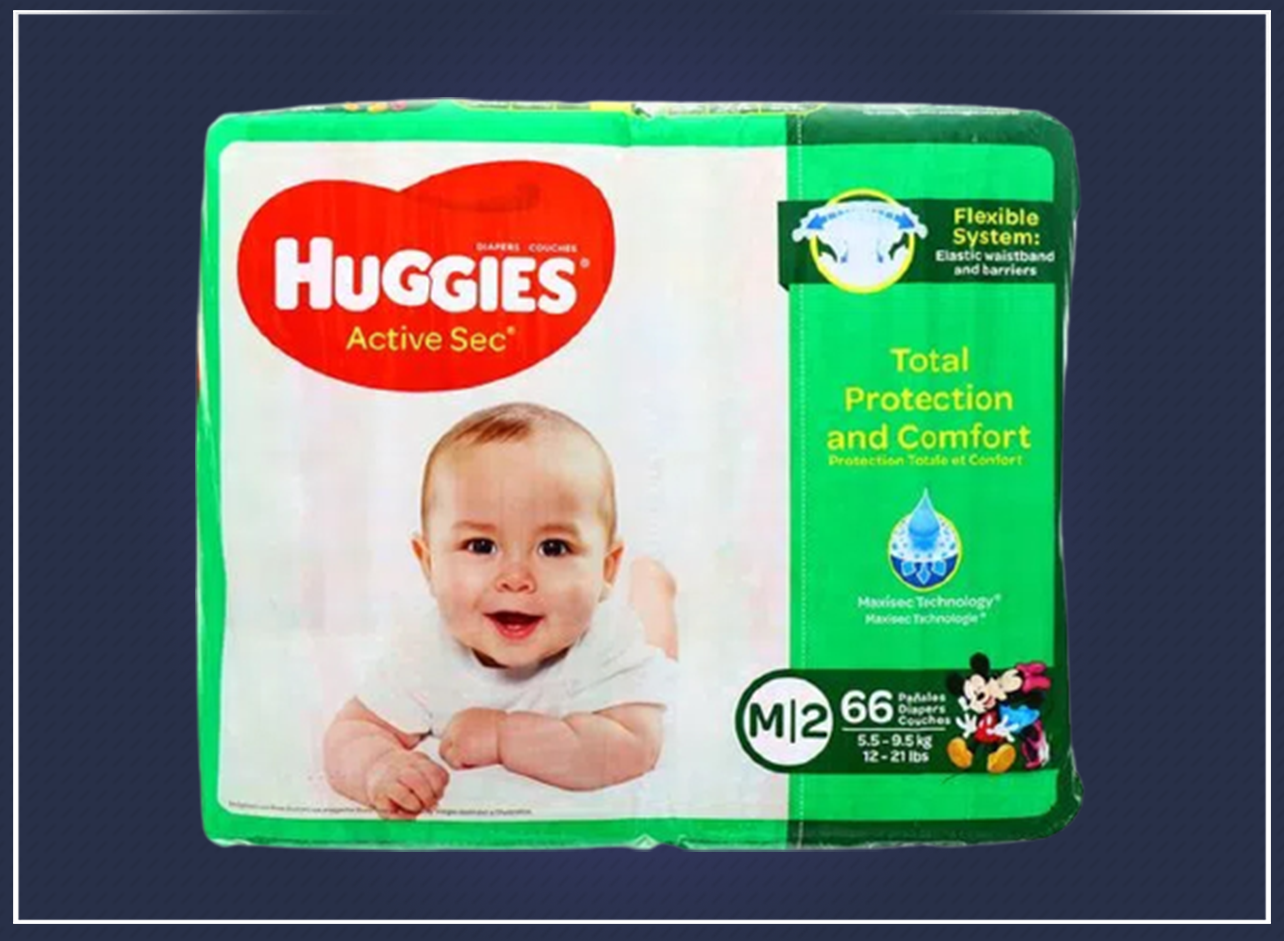 DIAPERS COUCHES
HUGGIES®
Active Sec®
Flexible
System:
Elastic waistband
and barriers
Total
Protection
and Comfort
Protection Totale et Confort
Maxisec Technology®
Maxisec Technologie®
M|2
66
Pañales
Diapers
Couches
5.5 - 9.5 kg
12 - 21 lbs